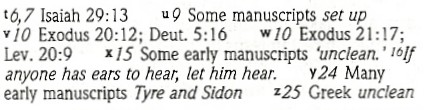 t6,7 Isaiah 29:13 u9 Some manuscripts set up
v10 Exodus 20:12; Deut. 5:16 w10 Exodus 21:17;
Lev. 20:9 x15 Some early manuscripts 'unclean.' 16If
anyone has ears to hear, let him hear. y24 Many
early manuscripts Tyre and Sidon z25 Greek unclean